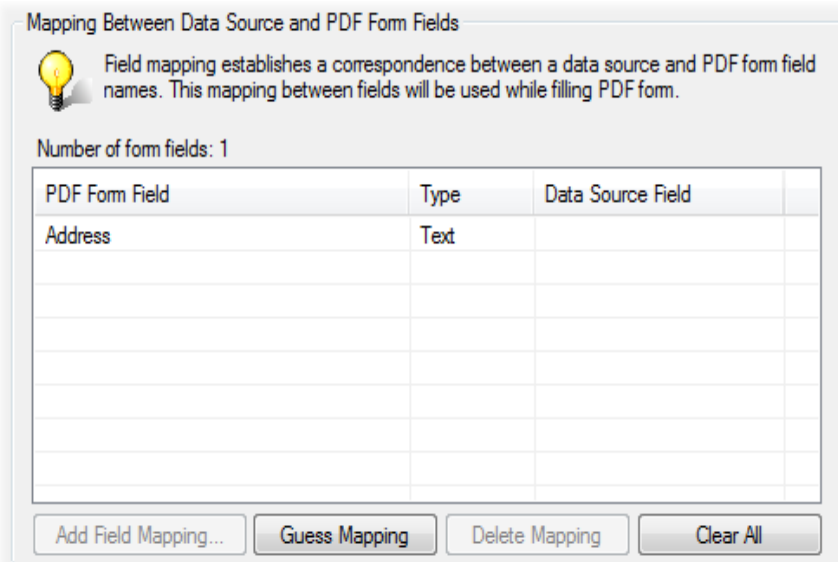 Mapping Between Data Source and PDF Form Fields
Field mapping establishes a correspondence between a data source and PDF form field
names. This mapping between fields will be used while filling PDF form.
Number of form fields: 1
PDF Form Field Type Data Source Field
Address Text
Add Field Mapping... Guess Mapping Delete Mapping Clear All